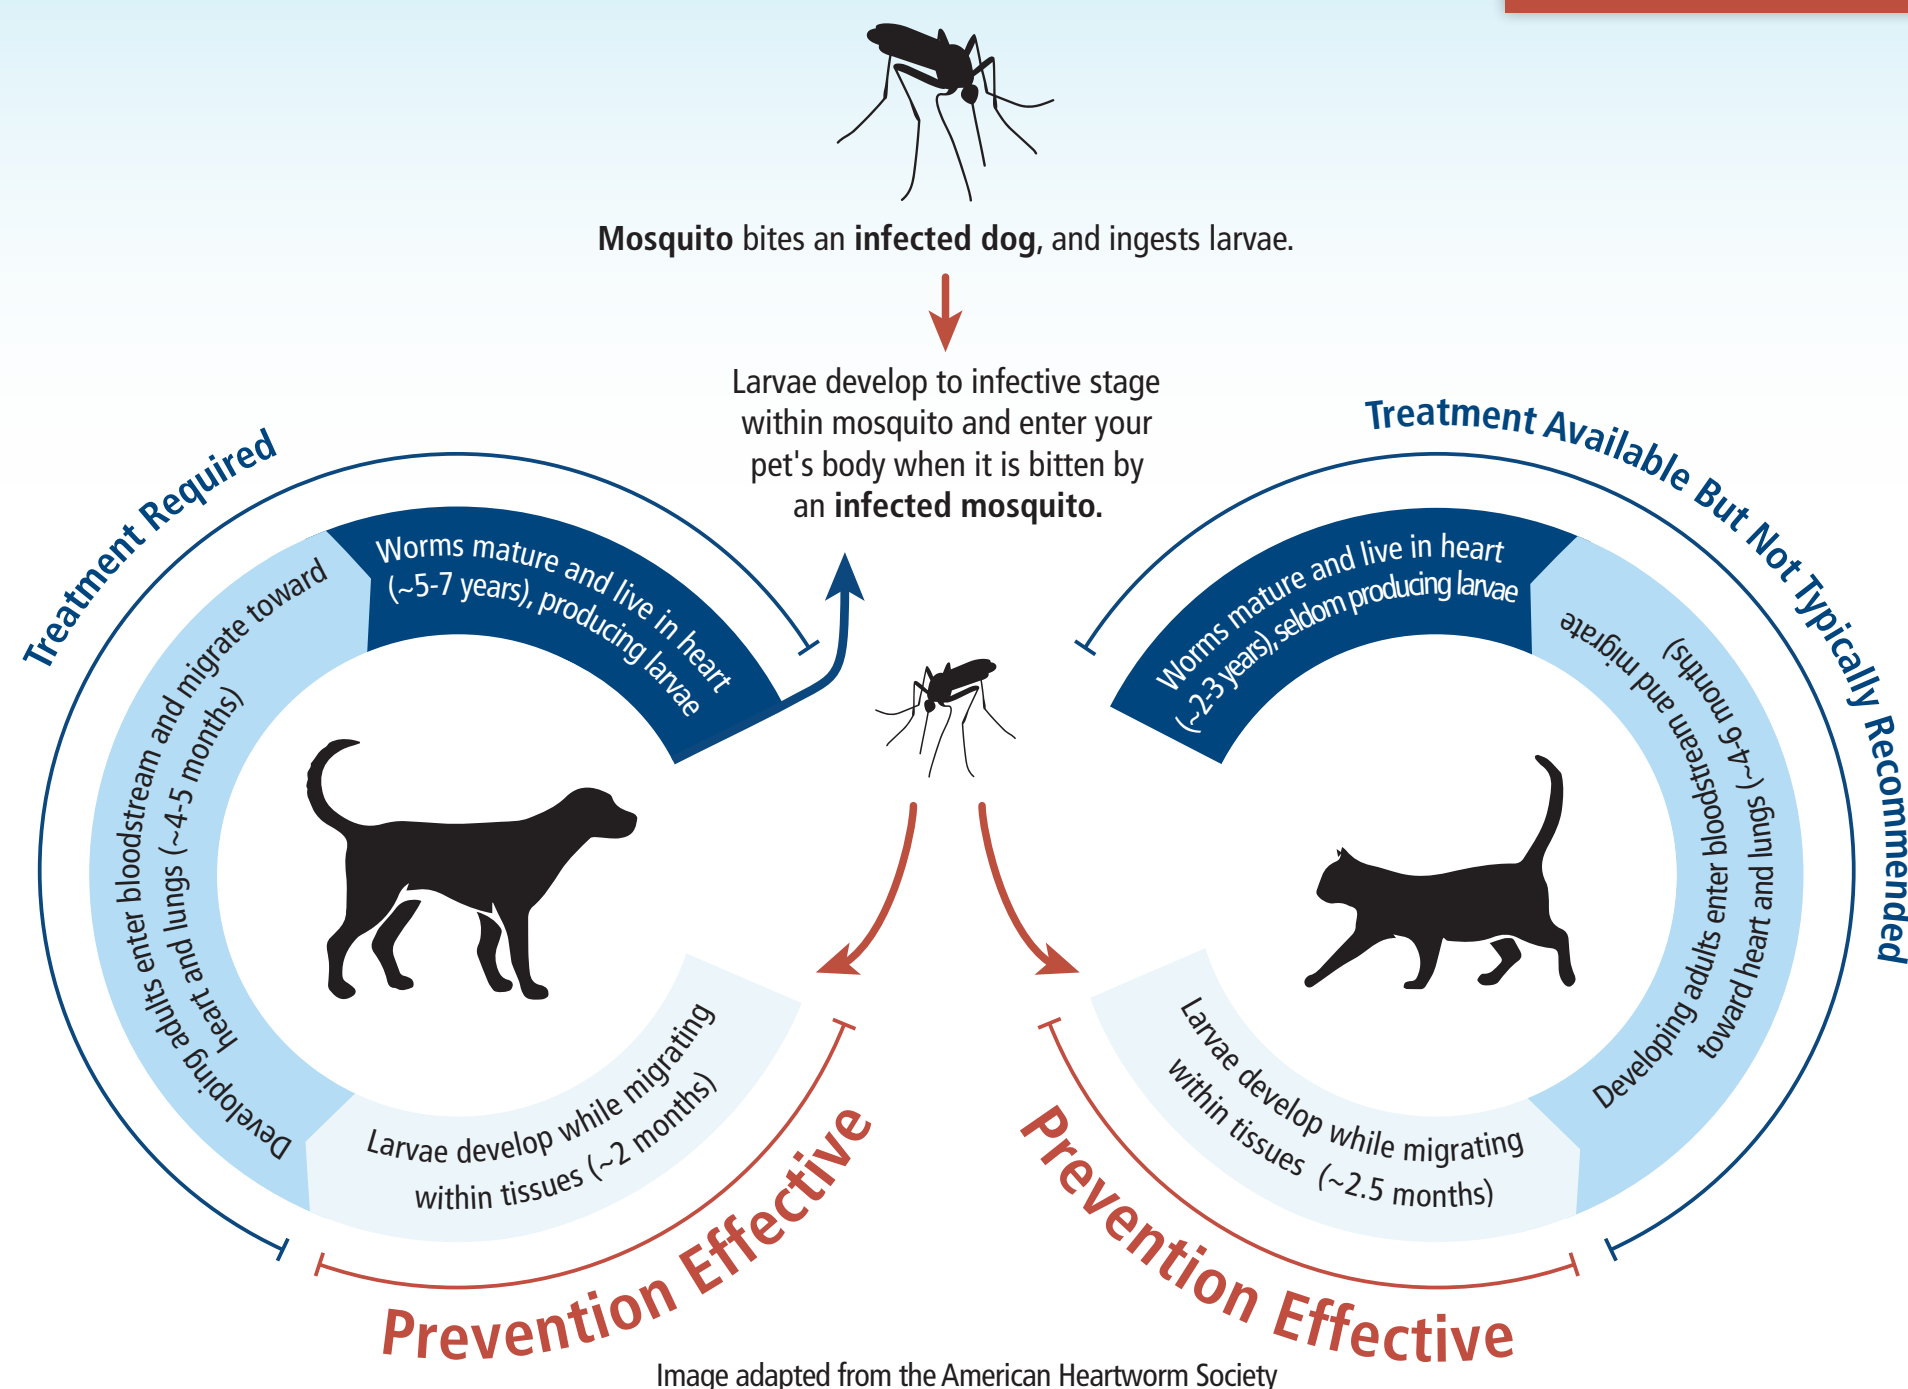 Mosquito bites an infected dog, and ingests larvae.
Larvae develop to infective stage
within mosquito and enter your
pet's body when it is bitten by
an infected mosquito.
Treatment Required
Worms mature and live in heart
(~5-7 years), producing larvae
Developing adults enter bloodstream and migrate toward
heart and lungs (~4-5 months)
Larvae develop while migrating
within tissues (~2 months)
Prevention Effective
Treatment Available But Not Typically Recommended
Worms mature and live in heart
(~2-3 years), seldom producing larvae
Developing adults enter bloodstream and migrate
toward heart and lungs (~4-6 months)
Larvae develop while migrating
within tissues (~2.5 months)
Prevention Effective
Image adapted from the American Heartworm Society